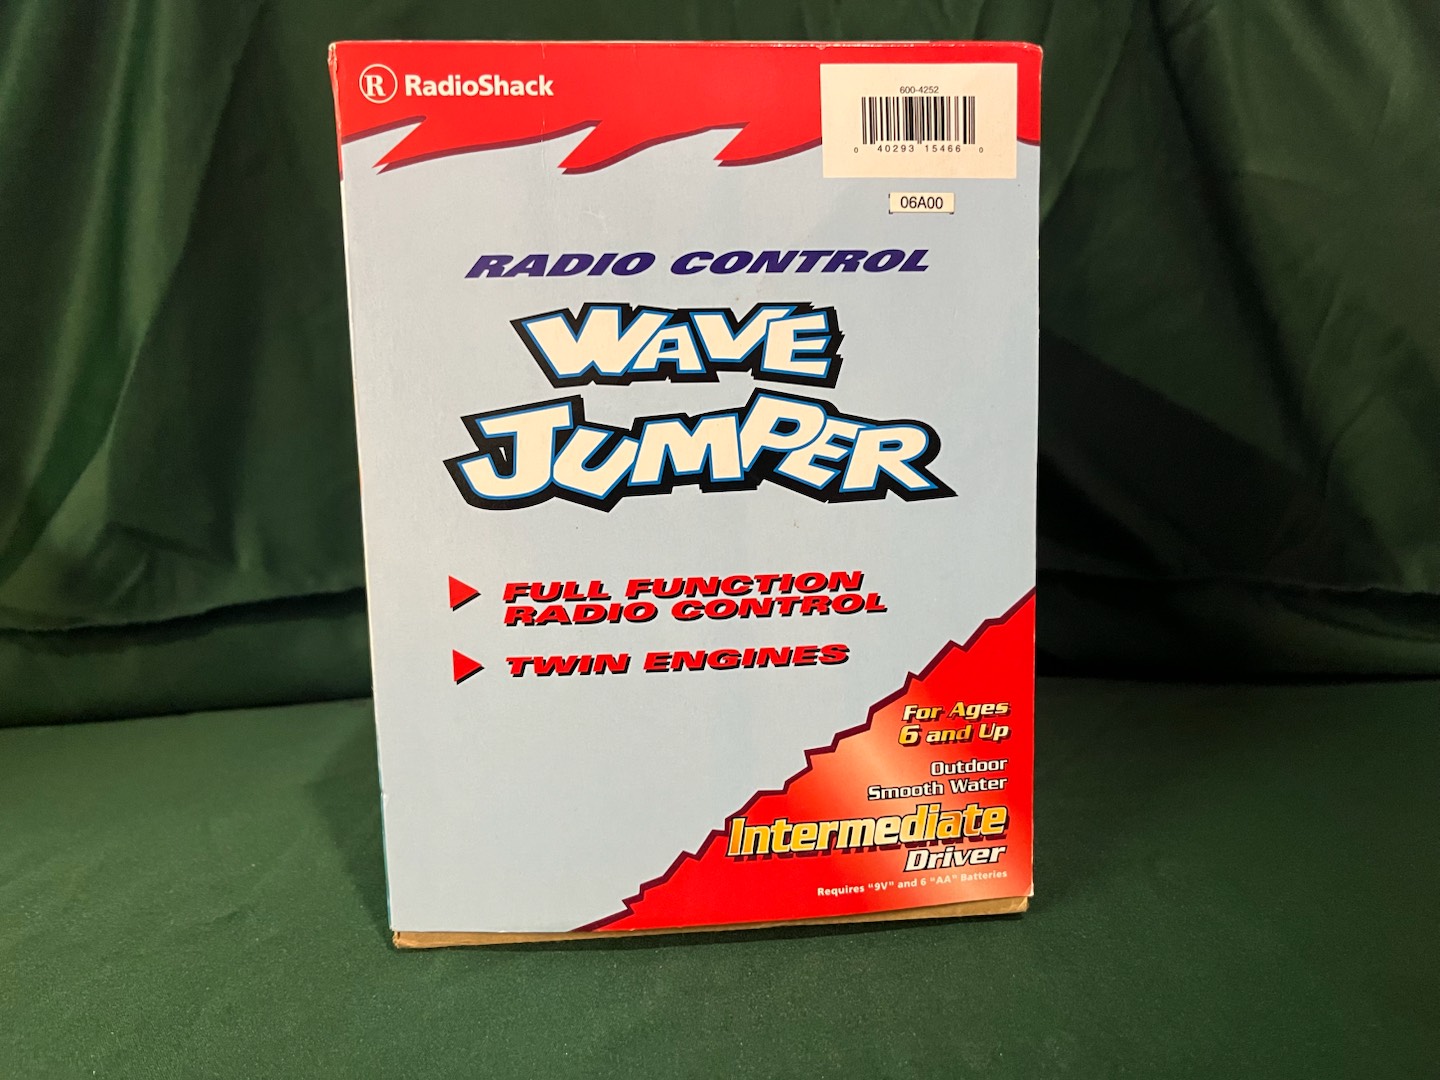 R RadioShack
600-4252
0 40293 15466 0
06A00
RADIO CONTROL
WAVE
JUMPER
FULL FUNCTION
RADIO CONTROL
TWIN ENGINES
For Ages
6 and Up
Outdoor
Smooth Water
Intermediate
Driver
Requires "9V" and 6 "AA" Batteries